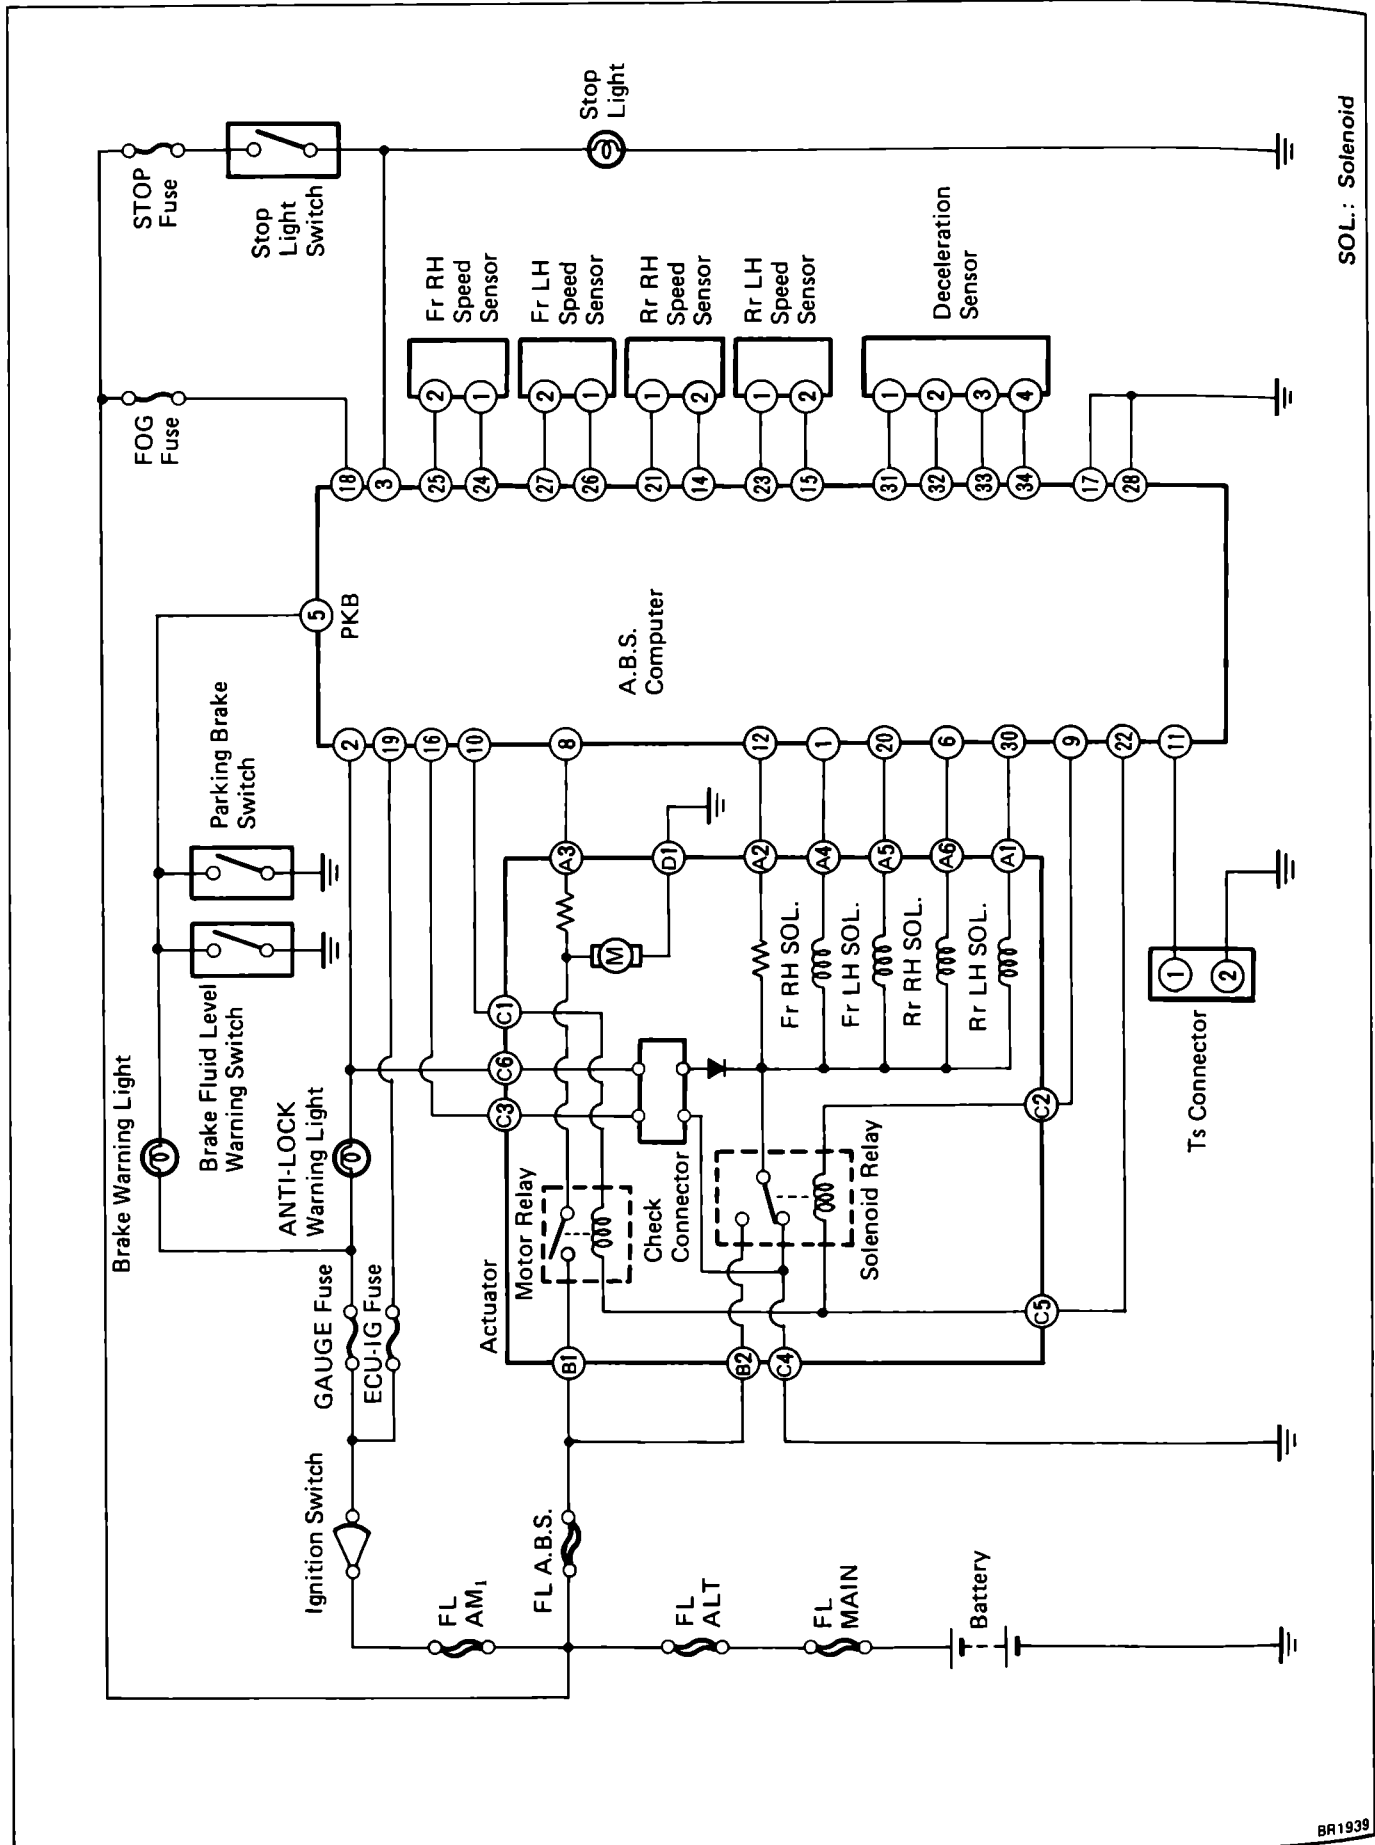 STOP
Fuse
Stop
Light
Switch
Stop
Light
FOG
Fuse
Fr RH
Speed
Sensor
Fr LH
Speed
Sensor
Rr RH
Speed
Sensor
Rr LH
Speed
Sensor
Deceleration
Sensor
2
1
2
1
1
2
1
2
1
2
3
4
18
3
25
24
27
26
21
14
23
15
31
32
33
34
17
28
5
PKB
A.B.S.
Computer
2
19
16
10
8
12
1
20
6
30
9
22
11
Parking Brake
Switch
Brake Fluid Level
Warning Switch
Brake Warning Light
ANTI-LOCK
Warning Light
GAUGE Fuse
ECU-IG Fuse
Ignition Switch
FL
AM1
FL A.B.S.
FL
ALT
FL
MAIN
Battery
Actuator
Motor Relay
Check
Connector
Solenoid Relay
A3
D1
A2
A4
A5
A6
A1
M
C1
C6
C3
C2
C5
B1
B2
C4
Fr RH SOL.
Fr LH SOL.
Rr RH SOL.
Rr LH SOL.
1
2
Ts Connector
SOL.: Solenoid
BR1939